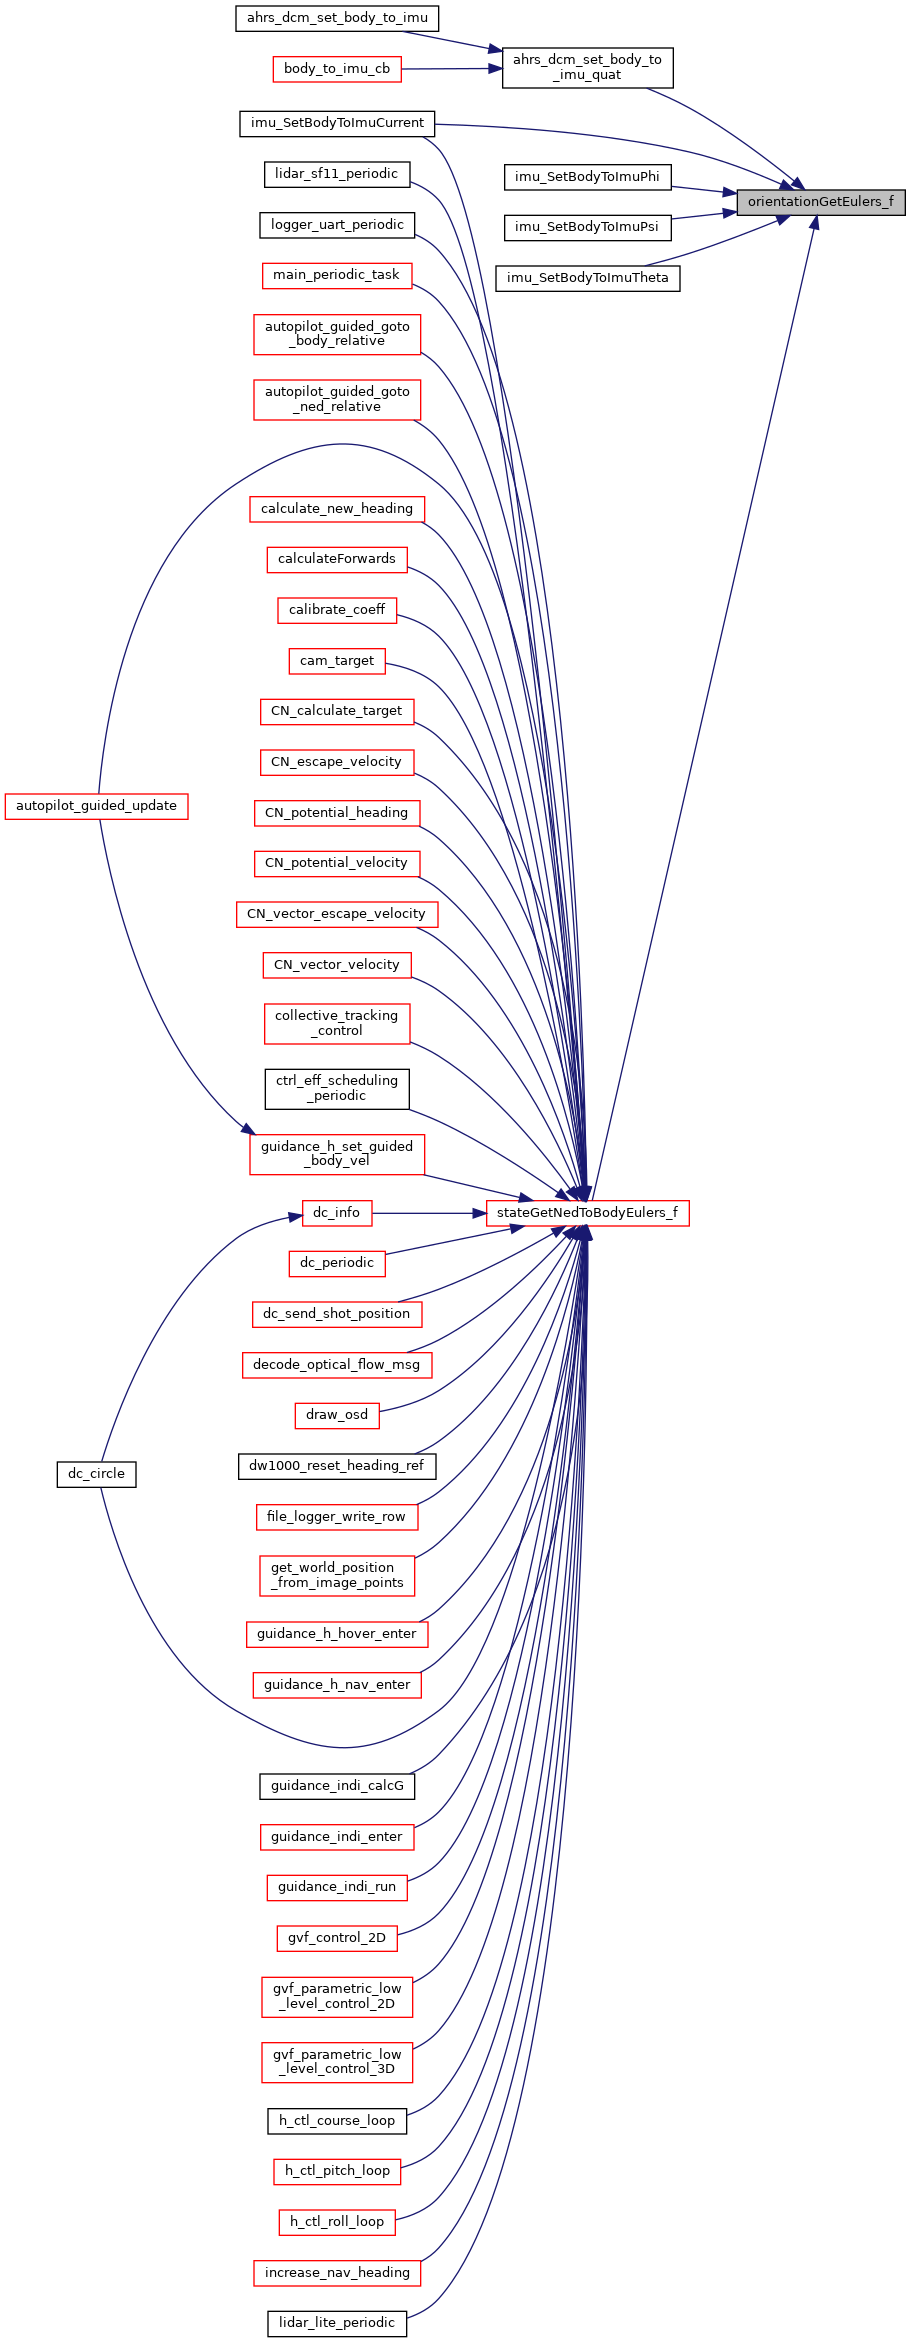 ahrs_dcm_set_body_to_imu
ahrs_dcm_set_body_to
_imu_quat
body_to_imu_cb
imu_SetBodyToImuCurrent
lidar_sf11_periodic
imu_SetBodyToImuPhi
orientationGetEulers_f
logger_uart_periodic
imu_SetBodyToImuPsi
main_periodic_task
imu_SetBodyToImuTheta
autopilot_guided_goto
_body_relative
autopilot_guided_goto
_ned_relative
calculate_new_heading
calculateForwards
calibrate_coeff
cam_target
CN_calculate_target
CN_escape_velocity
autopilot_guided_update
CN_potential_heading
CN_potential_velocity
CN_vector_escape_velocity
CN_vector_velocity
collective_tracking
_control
ctrl_eff_scheduling
_periodic
guidance_h_set_guided
_body_vel
dc_info
stateGetNedToBodyEulers_f
dc_periodic
dc_send_shot_position
decode_optical_flow_msg
draw_osd
dw1000_reset_heading_ref
dc_circle
file_logger_write_row
get_world_position
_from_image_points
guidance_h_hover_enter
guidance_h_nav_enter
guidance_indi_calcG
guidance_indi_enter
guidance_indi_run
gvf_control_2D
gvf_parametric_low
_level_control_2D
gvf_parametric_low
_level_control_3D
h_ctl_course_loop
h_ctl_pitch_loop
h_ctl_roll_loop
increase_nav_heading
lidar_lite_periodic